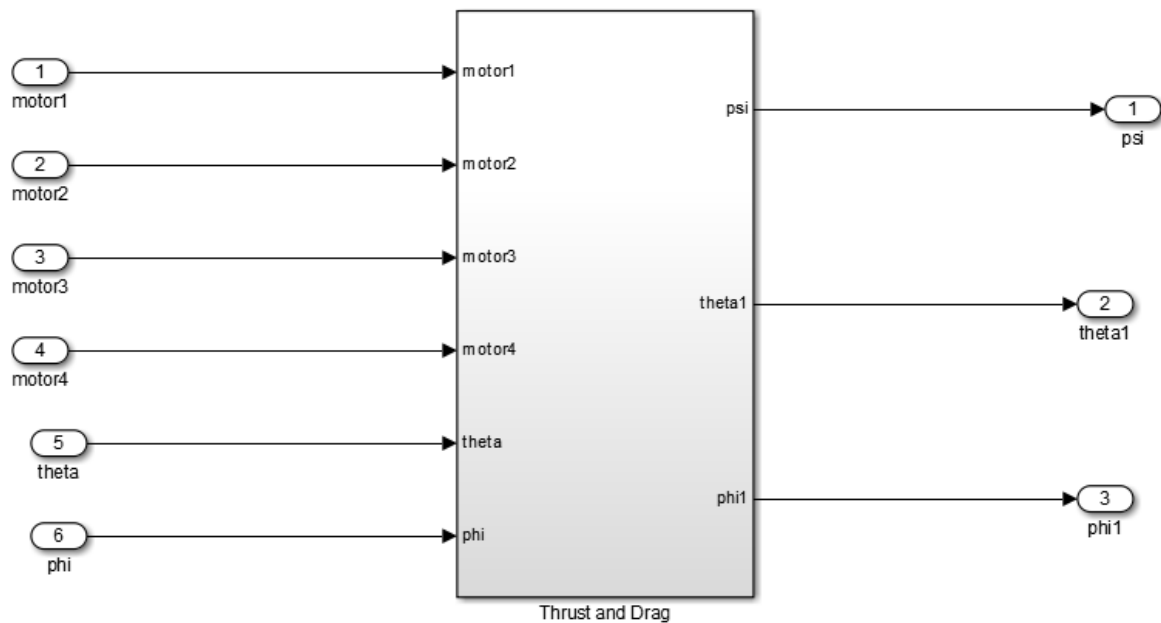 1
motor1
2
motor2
3
motor3
4
motor4
5
theta
6
phi
motor1
motor2
motor3
motor4
theta
phi
psi
theta1
phi1
Thrust and Drag
1
psi
2
theta1
3
phi1